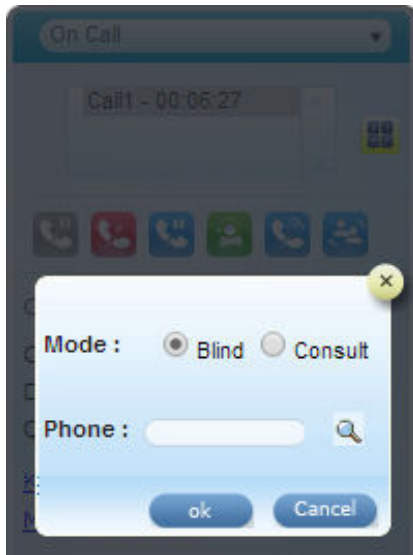 On Call
Call1 - 00:06:27
Mode : Blind Consult
Phone :
ok Cancel